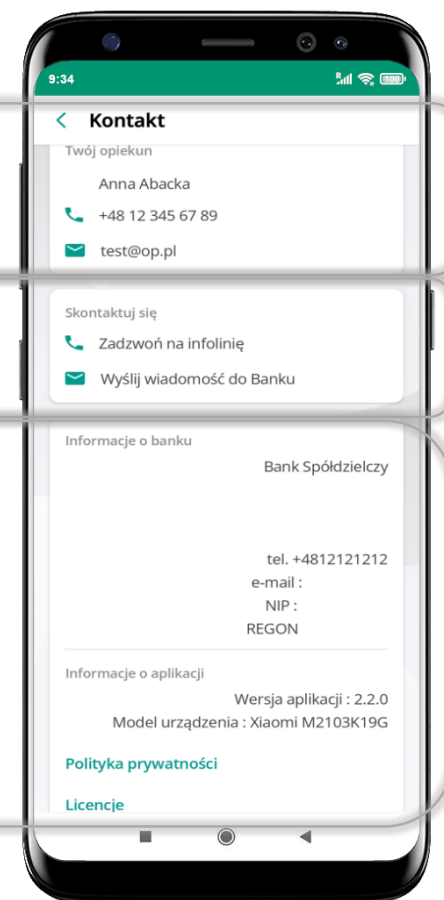 9:34
R
100
Kontakt
Twój opiekun
Anna Abacka
+48 12 345 67 89
test@op.pl
Skontaktuj się
Zadzwoń na infolinię
Wyślij wiadomość do Banku
Informacje o banku
Bank Spółdzielczy
tel. +4812121212
e-mail :
NIP :
REGON
Informacje o aplikacji
Wersja aplikacji : 2.2.0
Model urządzenia : Xiaomi M2103K19G
Polityka prywatności
Licencje